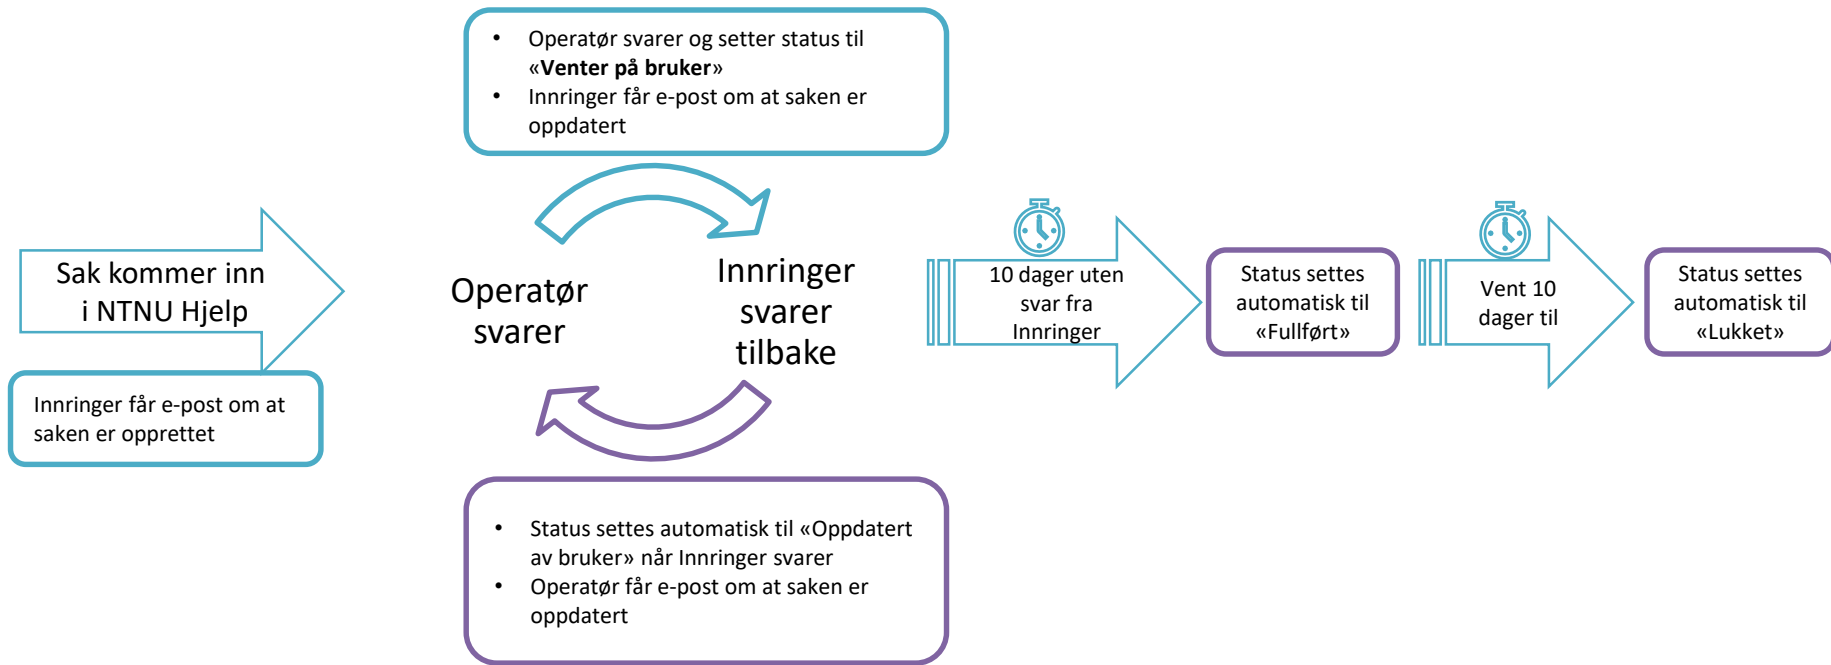 Sak kommer inn
i NTNU Hjelp
Innringer får e-post om at
saken er opprettet
• Operatør svarer og setter status til
«Venter på bruker»
• Innringer får e-post om at saken er
oppdatert
Operatør
svarer
Innringer
svarer
tilbake
• Status settes automatisk til «Oppdatert
av bruker» når Innringer svarer
• Operatør får e-post om at saken er
oppdatert
10 dager uten
svar fra
Innringer
Status settes
automatisk til
«Fullført»
Vent 10
dager til
Status settes
automatisk til
«Lukket»